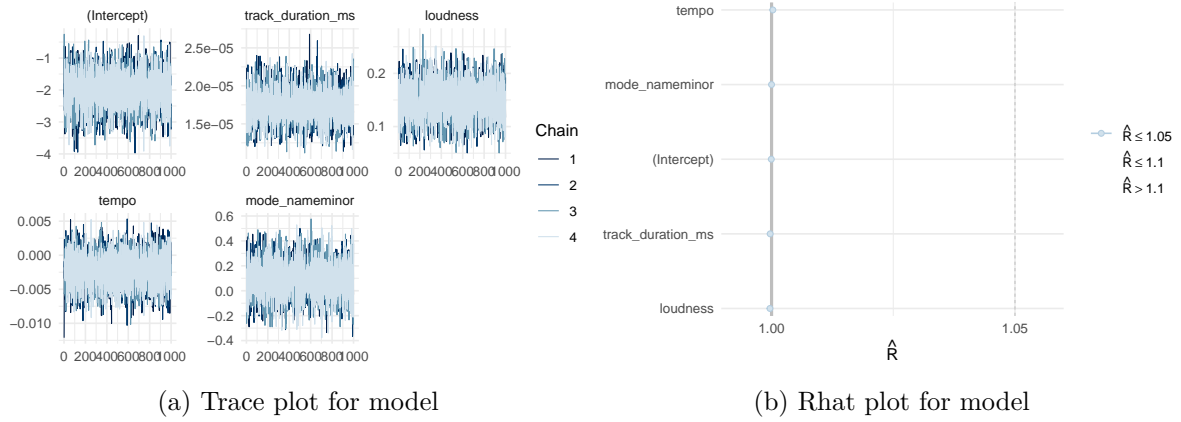 (Intercept)
track_duration_ms
loudness
−1
−2
−3
−4
2.5e−05
2.0e−05
1.5e−05
0.2
0.1
0 200400600800 1000
0 200400600800 1000
0 200400600800 1000
tempo
mode_nameminor
0.005
0.000
−0.005
−0.010
0.6
0.4
0.2
0.0
−0.2
−0.4
0 200400600800 1000
0 200400600800 1000
Chain
1
2
3
4
(a) Trace plot for model
tempo
mode_nameminor
(Intercept)
track_duration_ms
loudness
1.00
1.05
R̂
R̂ ≤ 1.05
R̂ ≤ 1.1
R̂ > 1.1
(b) Rhat plot for model